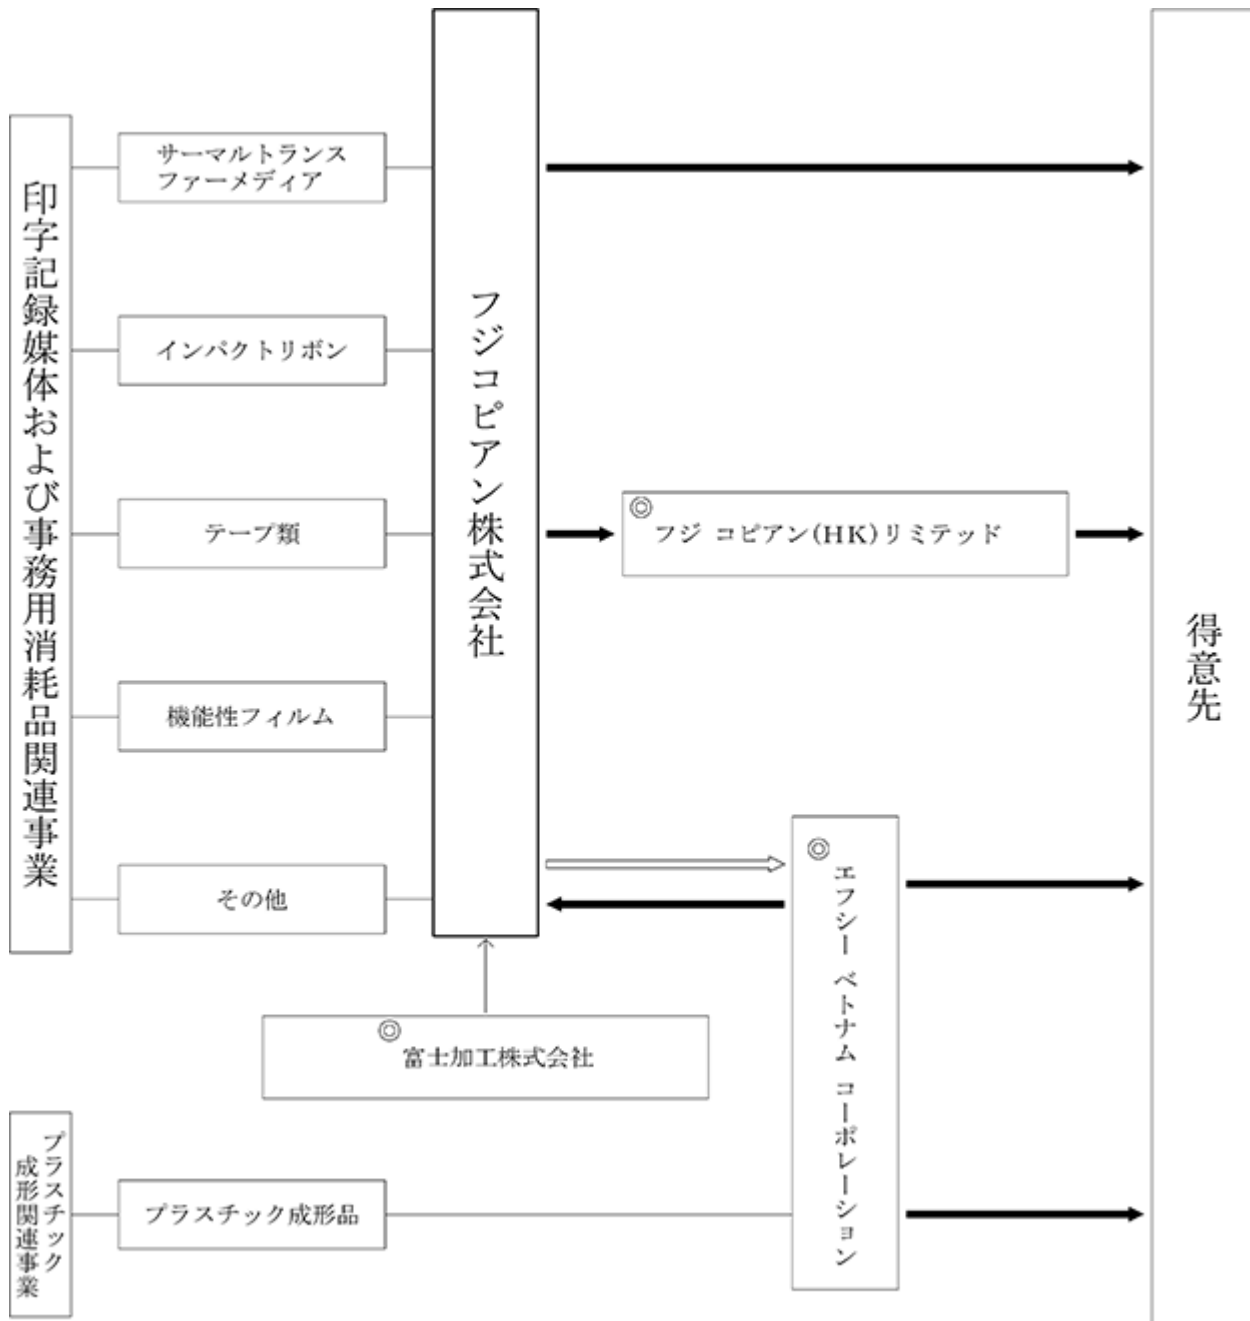 印字記録媒体および事務用消耗品関連事業
サーマルトランス
ファーメディア
インパクトリボン
テープ類
機能性フィルム
その他
フジコピアン株式会社
◎
フジ コピアン(HK)リミテッド
◎
エフシー ベトナム コーポレーション
◎
富士加工株式会社
プラスチック
成形関連事業
プラスチック成形品
得意先